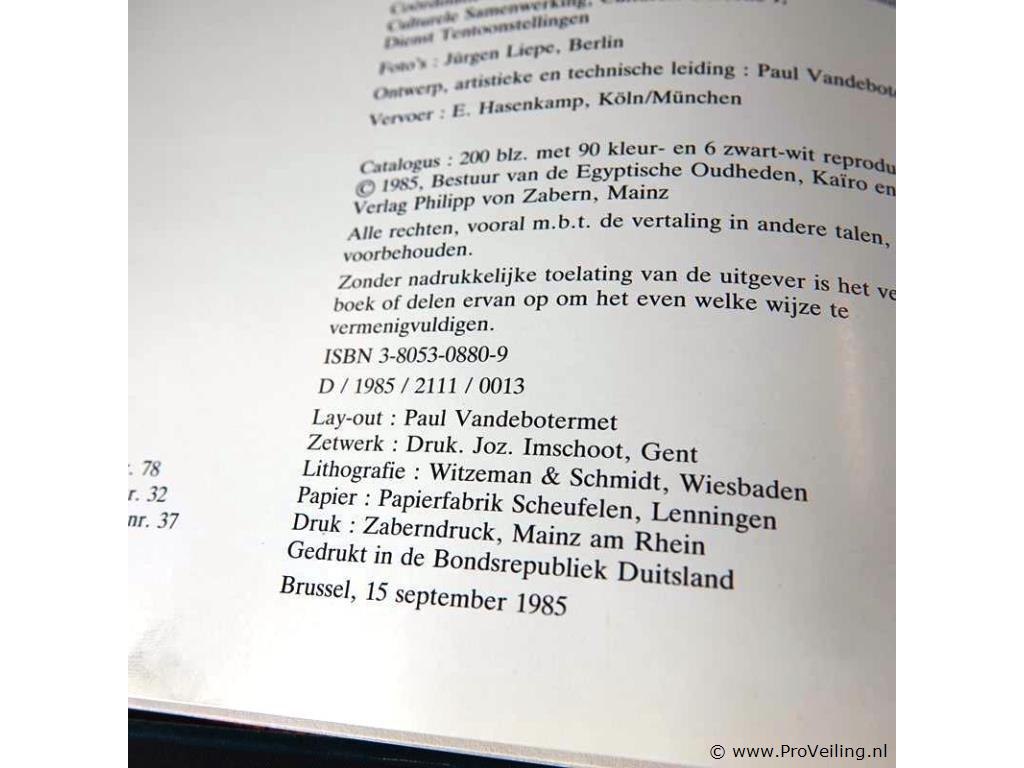 Culturele Samenwerking,
Dienst Tentoonstellingen
Foto's : Jürgen Liepe, Berlin
Ontwerp, artistieke en technische leiding : Paul Vandebote
Vervoer : E. Hasenkamp, Köln/München
Catalogus : 200 blz. met 90 kleur- en 6 zwart-wit reprodu
© 1985, Bestuur van de Egyptische Oudheden, Kaïro en
Verlag Philipp von Zabern, Mainz
Alle rechten, vooral m.b.t. de vertaling in andere talen,
voorbehouden.
Zonder nadrukkelijke toelating van de uitgever is het ve
boek of delen ervan op om het even welke wijze te
vermenigvuldigen.
ISBN 3-8053-0880-9
D / 1985 / 2111 / 0013
Lay-out : Paul Vandebotermet
Zetwerk : Druk. Joz. Imschoot, Gent
Lithografie : Witzeman & Schmidt, Wiesbaden
Papier : Papierfabrik Scheufelen, Lenningen
Druk : Zaberndruck, Mainz am Rhein
Gedrukt in de Bondsrepubliek Duitsland
Brussel, 15 september 1985
. 78
r. 32
nr. 37
© www.ProVeiling.nl